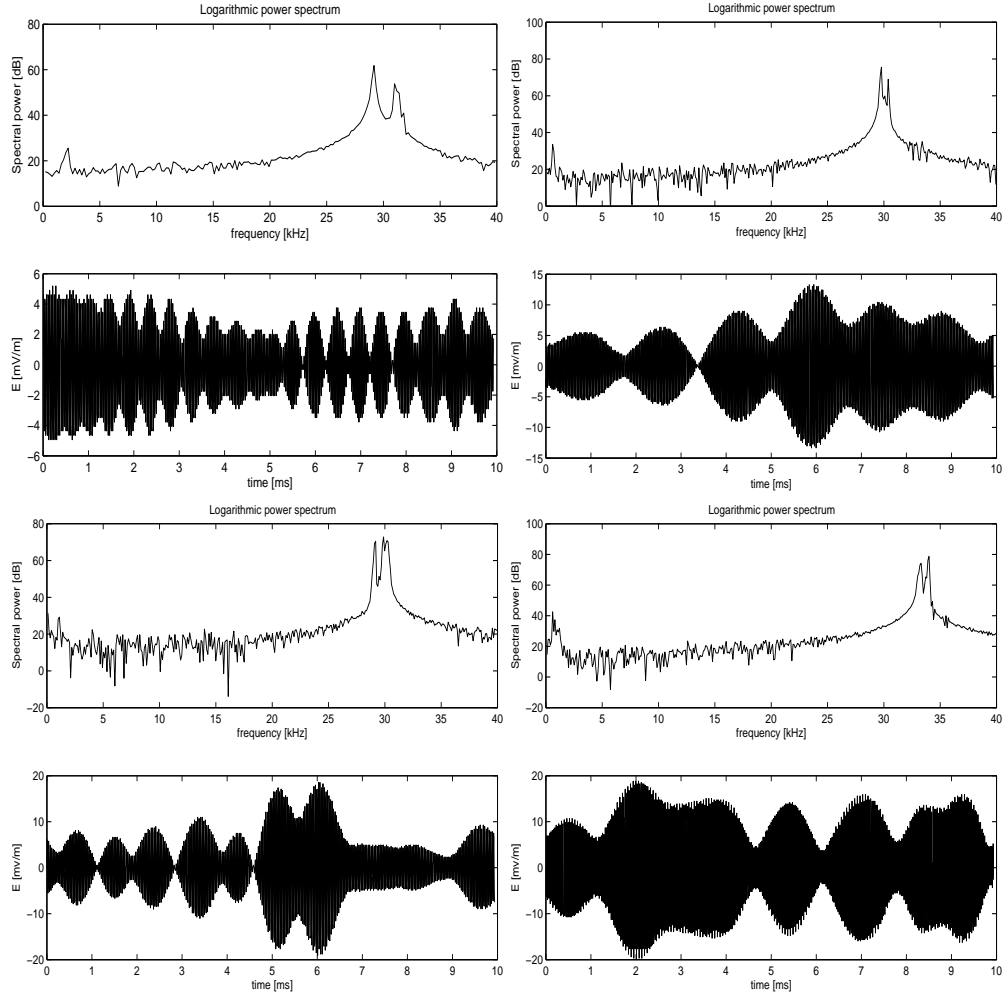 Logarithmic power spectrum
80
60
40
20
0
Spectral power [dB]
0 5 10 15 20 25 30 35 40
frequency [kHz]
Logarithmic power spectrum
100
80
60
40
20
0
Spectral power [dB]
0 5 10 15 20 25 30 35 40
frequency [kHz]
6
4
2
0
−2
−4
−6
E [mV/m]
0 1 2 3 4 5 6 7 8 9 10
time [ms]
15
10
5
0
−5
−10
−15
E [mv/m]
0 1 2 3 4 5 6 7 8 9 10
time [ms]
Logarithmic power spectrum
80
60
40
20
0
−20
Spectral power [dB]
0 5 10 15 20 25 30 35 40
frequency [kHz]
Logarithmic power spectrum
100
80
60
40
20
0
−20
Spectral power [dB]
0 5 10 15 20 25 30 35 40
frequency [kHz]
20
10
0
−10
−20
E [mv/m]
0 1 2 3 4 5 6 7 8 9 10
time [ms]
20
10
0
−10
−20
E [mv/m]
0 1 2 3 4 5 6 7 8 9 10
time [ms]